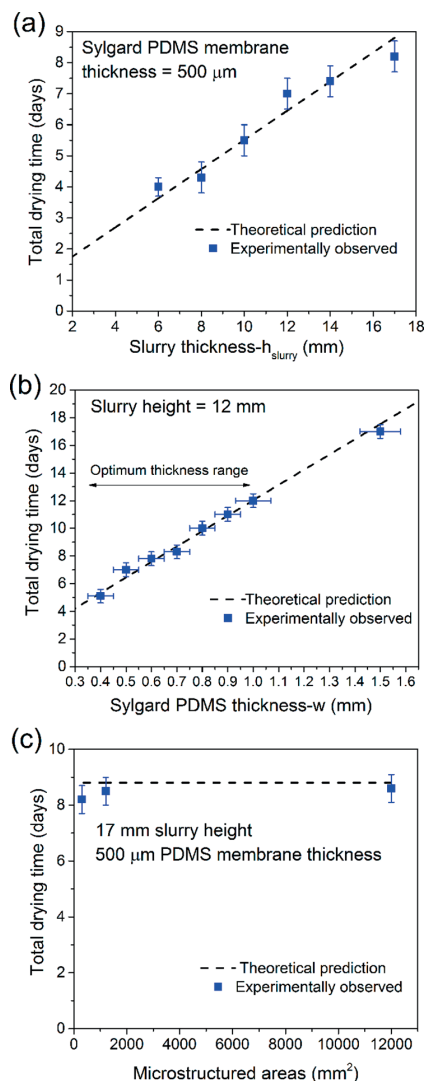 (a)
Sylgard PDMS membrane
thickness = 500 μm
Total drying time (days)
9
8
7
6
5
4
3
2
1
0
Theoretical prediction
Experimentally observed
2 4 6 8 10 12 14 16 18
Slurry thickness-hslurry (mm)
(b)
Slurry height = 12 mm
Optimum thickness range
Total drying time (days)
20
18
16
14
12
10
8
6
4
2
0
Theoretical prediction
Experimentally observed
0.3 0.4 0.5 0.6 0.7 0.8 0.9 1.0 1.1 1.2 1.3 1.4 1.5 1.6
Sylgard PDMS thickness-w (mm)
(c)
17 mm slurry height
500 μm PDMS membrane thickness
Total drying time (days)
10
8
6
4
2
0
Theoretical prediction
Experimentally observed
0 2000 4000 6000 8000 10000 12000
Microstructured areas (mm²)